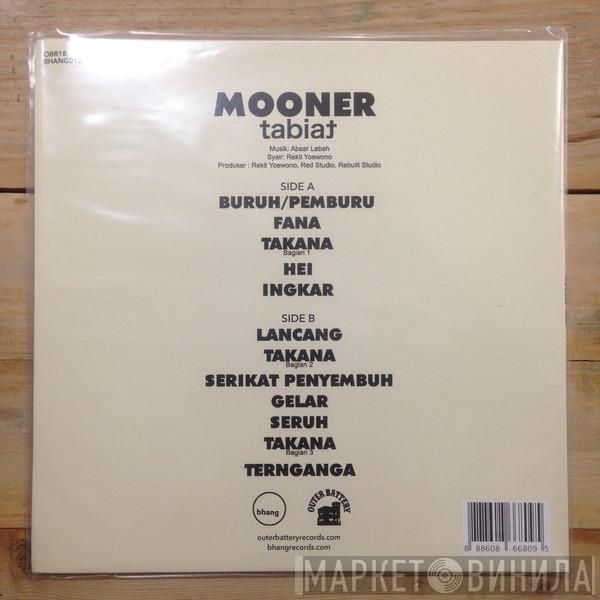 OBR18
BHANG012
MOONER
tabiat
Musik: Absar Lebeh
Syair: Rekti Yoewono
Produser : Rekti Yoewono, Red Studio, Rebuilt Studio
SIDE A
BURUH/PEMBURU
FANA
TAKANA
Bagian 1
HEI
INGKAR
SIDE B
LANCANG
TAKANA
Bagian 2
SERIKAT PENYEMBUH
GELAR
SERUH
TAKANA
Bagian 3
TERNGANGA
bhang
OUTER BATTERY
outerbatteryrecords.com
bhangrecords.com
8 88608 66809 5
МАРКЕТ ВИНИЛА